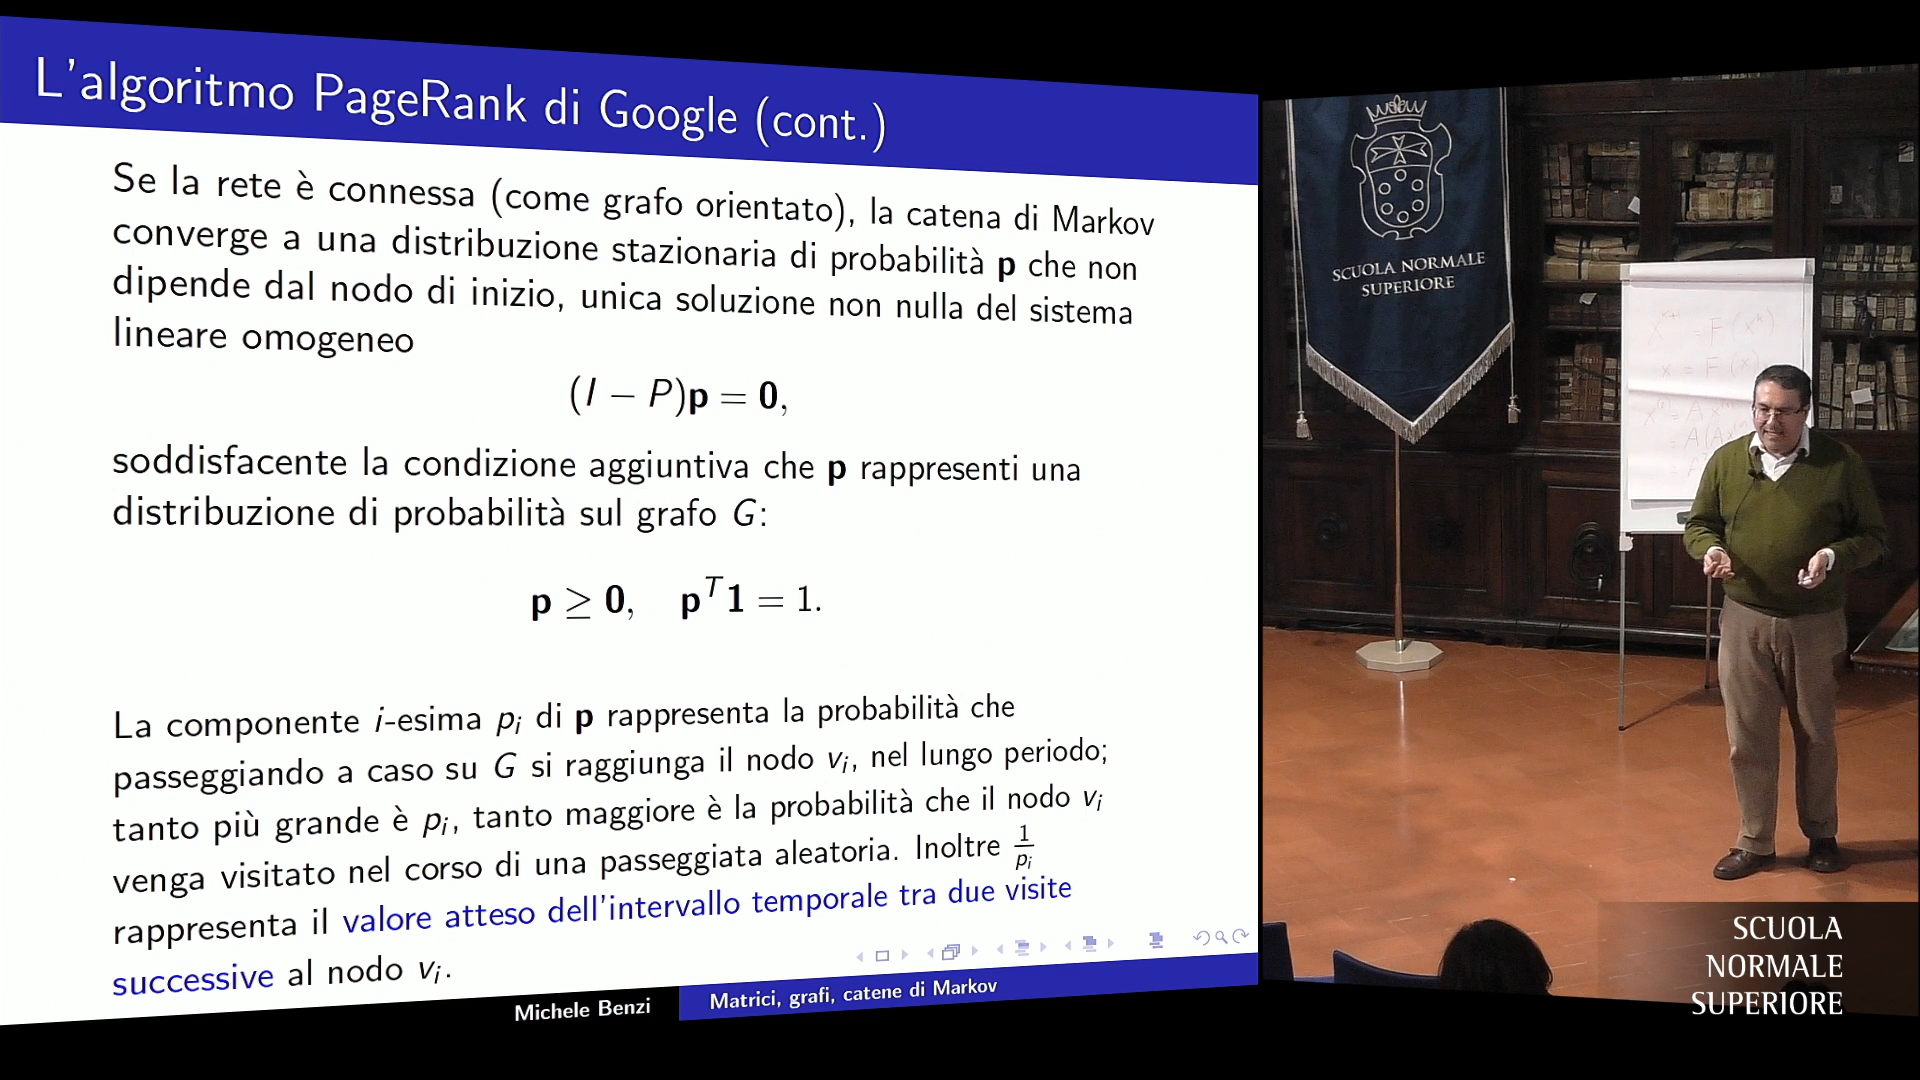 L'algoritmo PageRank di Google (cont.)
Se la rete è connessa (come grafo orientato), la catena di Markov
converge a una distribuzione stazionaria di probabilità p che non
dipende dal nodo di inizio, unica soluzione non nulla del sistema
lineare omogeneo
(I − P)p = 0,
soddisfacente la condizione aggiuntiva che p rappresenti una
distribuzione di probabilità sul grafo G:
p ≥ 0, p^T 1 = 1.
La componente i-esima p_i di p rappresenta la probabilità che
passeggiando a caso su G si raggiunga il nodo v_i, nel lungo periodo;
tanto più grande è p_i, tanto maggiore è la probabilità che il nodo v_i
venga visitato nel corso di una passeggiata aleatoria. Inoltre 1/p_i
rappresenta il valore atteso dell'intervallo temporale tra due visite
successive al nodo v_i.
Michele Benzi
Matrici, grafi, catene di Markov
SCUOLA NORMALE
SUPERIORE
SCUOLA
NORMALE
SUPERIORE